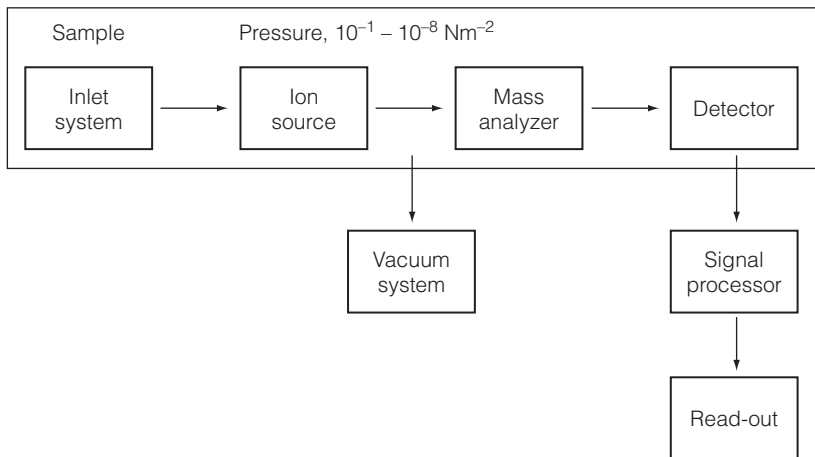 Sample
Pressure, 10⁻¹ – 10⁻⁸ Nm⁻²
Inlet
system
Ion
source
Mass
analyzer
Detector
Vacuum
system
Signal
processor
Read-out